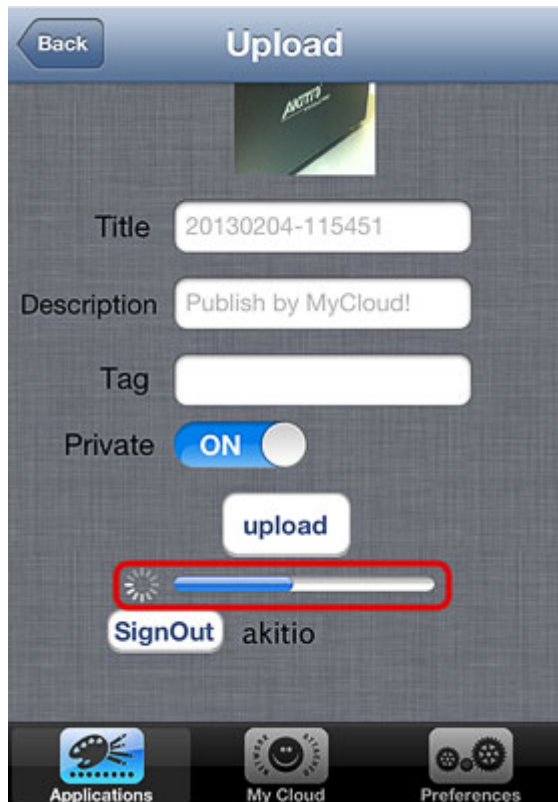 Back
Upload
AKITIO
Title
20130204-115451
Description
Publish by MyCloud!
Tag
Private
ON
upload
SignOut
akitio
Applications
My Cloud
Preferences